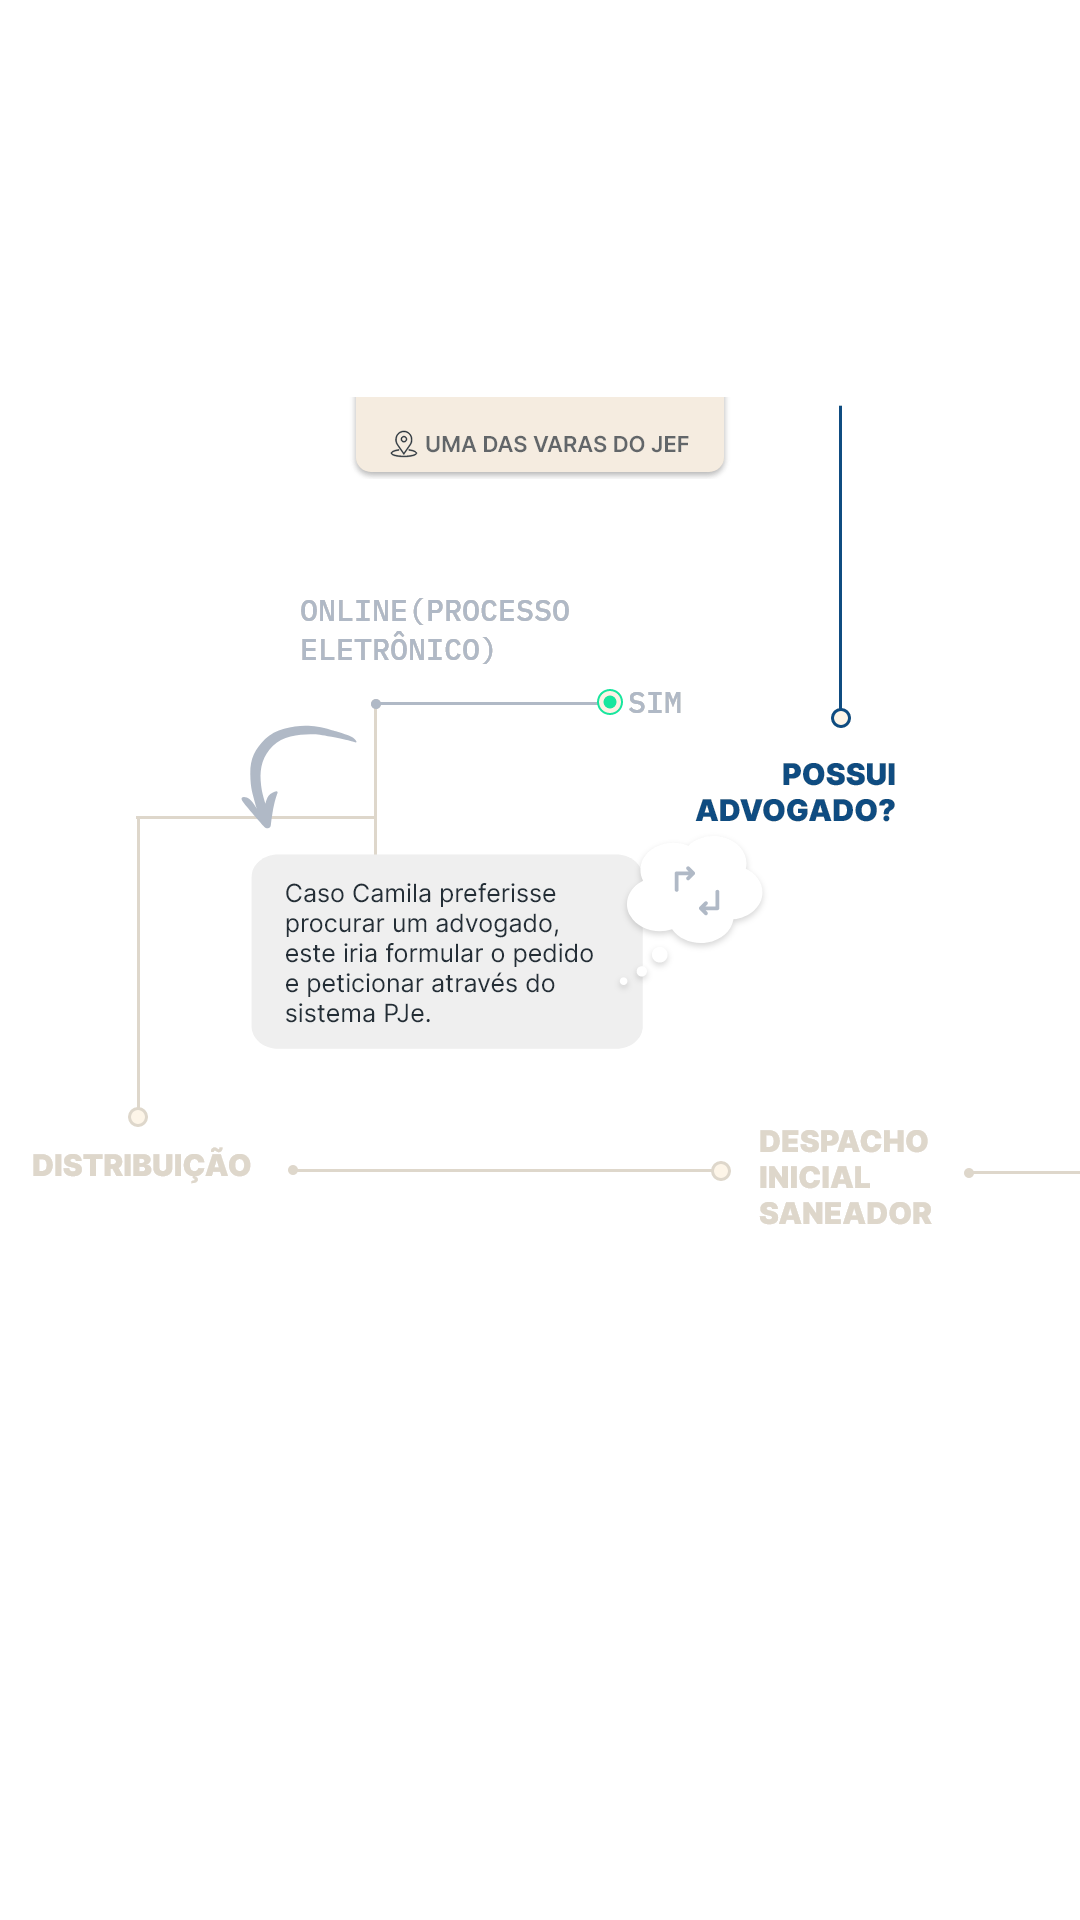 UMA DAS VARAS DO JEF
ONLINE(PROCESSO
ELETRÔNICO)
SIM
POSSUI
ADVOGADO?
Caso Camila preferisse
procurar um advogado,
este iria formular o pedido
e peticionar através do
sistema PJe.
DISTRIBUIÇÃO
DESPACHO
INICIAL
SANEADOR